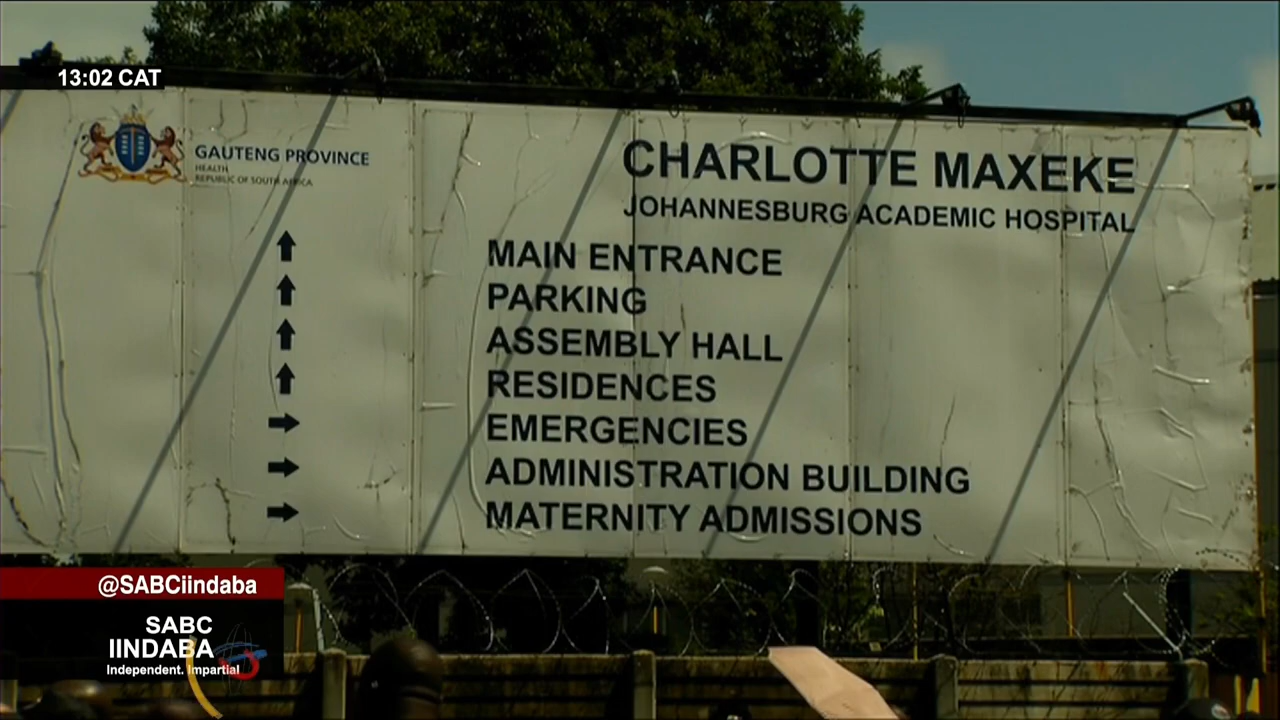 13:02 CAT
GAUTENG PROVINCE
HEALTH
REPUBLIC OF SOUTH AFRICA
CHARLOTTE MAXEKE
JOHANNESBURG ACADEMIC HOSPITAL
MAIN ENTRANCE
PARKING
ASSEMBLY HALL
RESIDENCES
EMERGENCIES
ADMINISTRATION BUILDING
MATERNITY ADMISSIONS
@SABCiindaba
SABC
IINDABA
Independent. Impartial